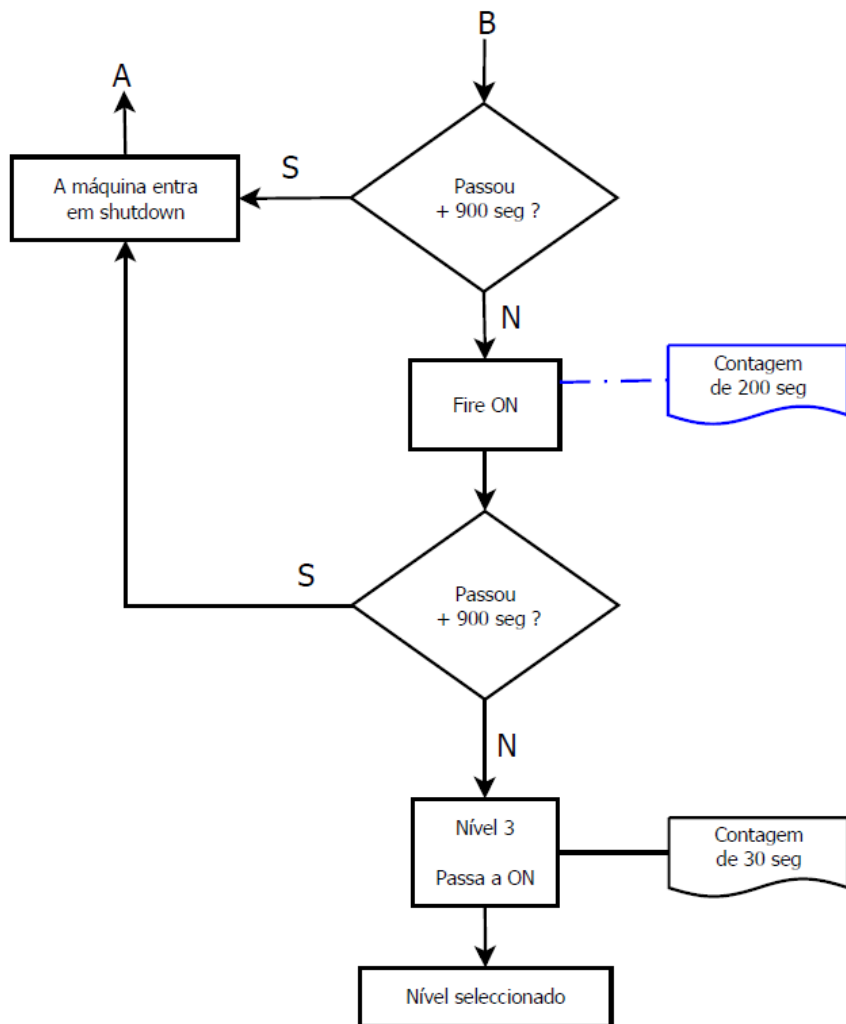 B
A
S
A máquina entra
em shutdown
Passou
+ 900 seg ?
N
Fire ON
Contagem
de 200 seg
S
Passou
+ 900 seg ?
N
Nível 3
Passa a ON
Contagem
de 30 seg
Nível seleccionado